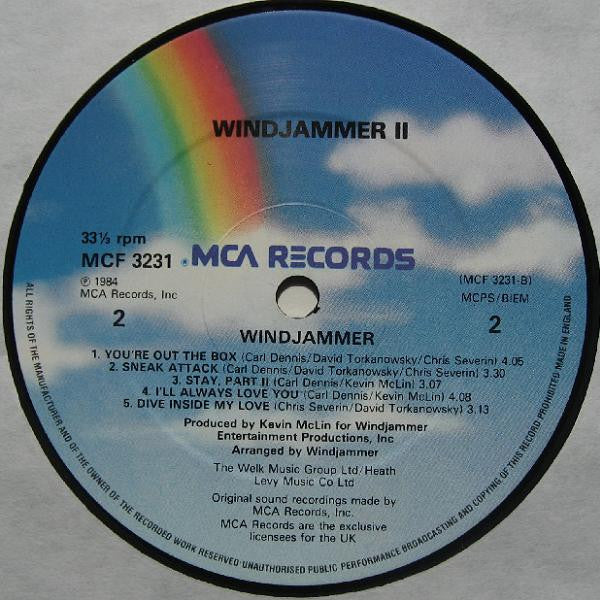 WINDJAMMER II
33⅓ rpm
MCF 3231
MCA RECORDS
℗ 1984
MCA Records, Inc
(MCF 3231-B)
MCPS/BIEM
2
2
WINDJAMMER
1. YOU'RE OUT THE BOX (Carl Dennis/David Torkanowsky/Chris Severin) 4.05
2. SNEAK ATTACK (Carl Dennis/David Torkanowsky/Chris Severin) 3.30
3. STAY, PART II (Carl Dennis/Kevin McLin) 3.07
4. I'LL ALWAYS LOVE YOU (Carl Dennis/Kevin McLin) 4.08
5. DIVE INSIDE MY LOVE (Chris Severin/David Torkanowsky) 3.13
Produced by Kevin McLin for Windjammer
Entertainment Productions, Inc
Arranged by Windjammer
The Welk Music Group Ltd/Heath
Levy Music Co Ltd
Original sound recordings made by
MCA Records, Inc.
MCA Records are the exclusive
licensees for the UK
ALL RIGHTS OF THE MANUFACTURER AND OF THE OWNER OF THE RECORDED WORK RESERVED UNAUTHORISED PUBLIC PERFORMANCE BROADCASTING AND COPYING OF THIS RECORD PROHIBITED MADE IN ENGLAND